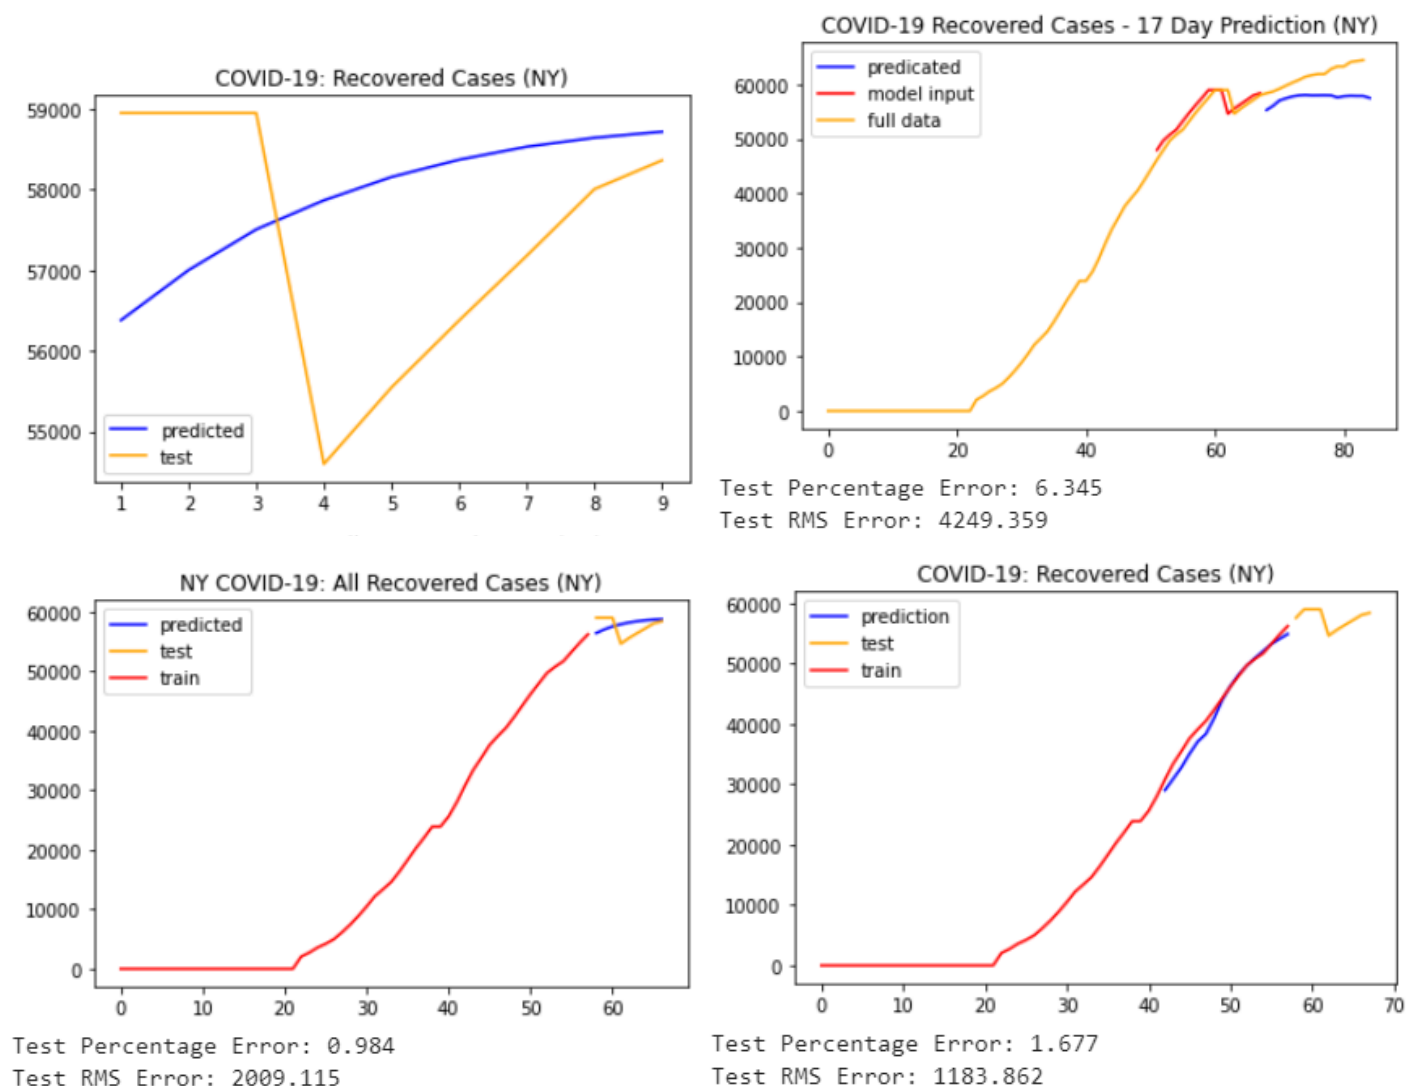 COVID-19: Recovered Cases (NY)
59000
58000
57000
56000
55000
predicted
test
1 2 3 4 5 6 7 8 9
COVID-19 Recovered Cases - 17 Day Prediction (NY)
predicated
model input
full data
60000
50000
40000
30000
20000
10000
0
0 20 40 60 80
Test Percentage Error: 6.345
Test RMS Error: 4249.359
NY COVID-19: All Recovered Cases (NY)
predicted
test
train
60000
50000
40000
30000
20000
10000
0
0 10 20 30 40 50 60
Test Percentage Error: 0.984
Test RMS Error: 2009.115
COVID-19: Recovered Cases (NY)
prediction
test
train
60000
50000
40000
30000
20000
10000
0
0 10 20 30 40 50 60 70
Test Percentage Error: 1.677
Test RMS Error: 1183.862